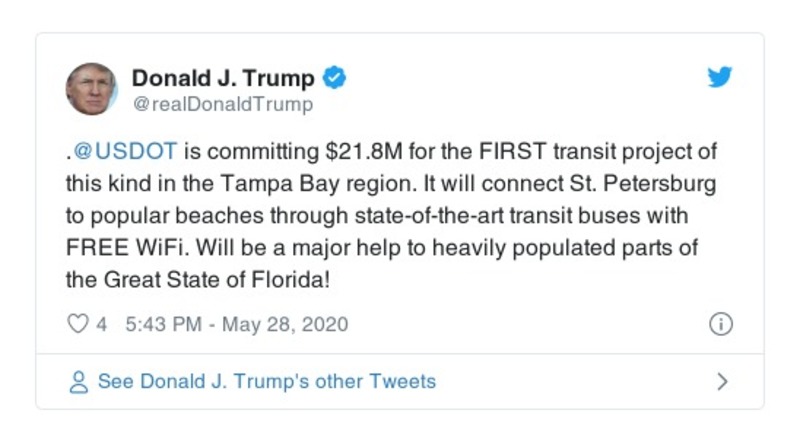 Donald J. Trump
@realDonaldTrump
.@USDOT is committing $21.8M for the FIRST transit project of
this kind in the Tampa Bay region. It will connect St. Petersburg
to popular beaches through state-of-the-art transit buses with
FREE WiFi. Will be a major help to heavily populated parts of
the Great State of Florida!
4 5:43 PM - May 28, 2020
See Donald J. Trump's other Tweets